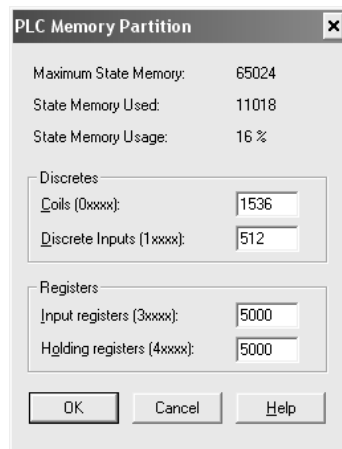 PLC Memory Partition
Maximum State Memory: 65024
State Memory Used: 11018
State Memory Usage: 16 %
Discretes
Coils (0xxxx): 1536
Discrete Inputs (1xxxx): 512
Registers
Input registers (3xxxx): 5000
Holding registers (4xxxx): 5000
OK Cancel Help